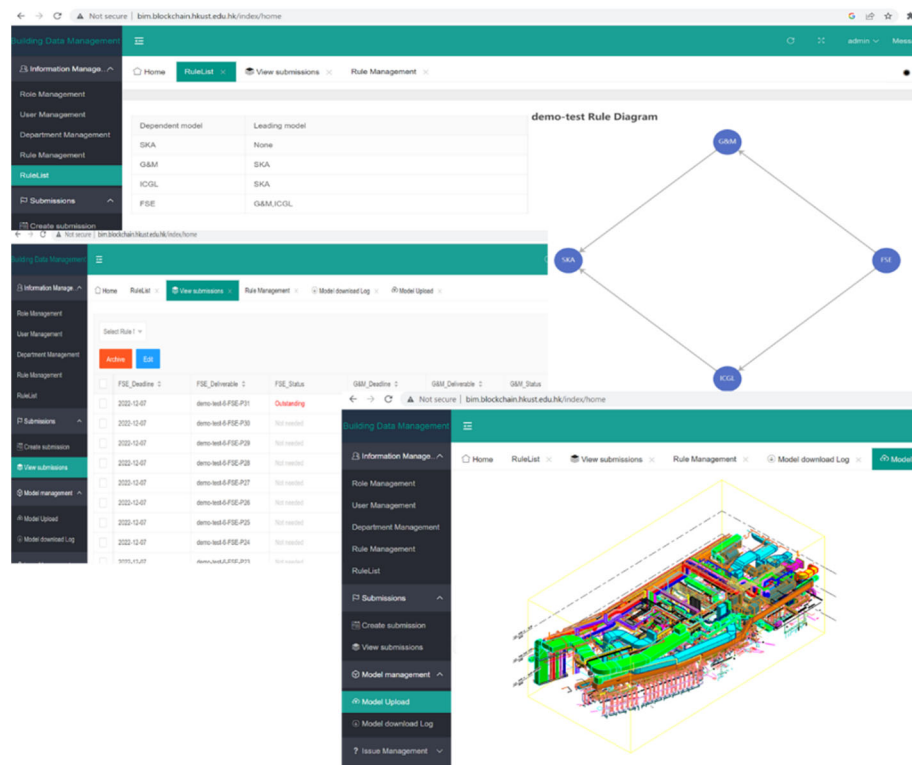 Not secure | bim.blockchain.hkust.edu.hk/index/home
Building Data Management
admin
Messa
Information Manage...
Home
RuleList
View submissions
Rule Management
Role Management
User Management
Department Management
Rule Management
RuleList
Submissions
Create submission
Dependent model Leading model
SKA None
G&M SKA
ICGL SKA
FSE G&M,ICGL
demo-test Rule Diagram
G&M
SKA
FSE
ICGL
Not secure | bim.blockchain.hkust.edu.hk/index/home
Building Data Management
Information Manage...
Home
RuleList
View submissions
Rule Management
Model download Log
Model Upload
Role Management
User Management
Department Management
Rule Management
RuleList
Submissions
Create submission
View submissions
Model management
Model Upload
Model download Log
Archive
Edit
FSE_Deadline FSE_Deliverable FSE_Status G&M_Deadline G&M_Deliverable G&M_Status
2022-12-07 demo-test-6-FSE-P31 Outstanding
2022-12-07 demo-test-6-FSE-P30 Not needed
2022-12-07 demo-test-6-FSE-P29 Not needed
2022-12-07 demo-test-6-FSE-P28 Not needed
2022-12-07 demo-test-6-FSE-P27 Not needed
2022-12-07 demo-test-6-FSE-P26 Not needed
2022-12-07 demo-test-6-FSE-P25 Not needed
2022-12-07 demo-test-6-FSE-P24 Not needed
Not secure | bim.blockchain.hkust.edu.hk/index/home
Building Data Management
Information Manage...
Home
RuleList
View submissions
Rule Management
Model download Log
Model
Role Management
User Management
Department Management
Rule Management
RuleList
Submissions
Create submission
View submissions
Model management
Model Upload
Model download Log
? Issue Management